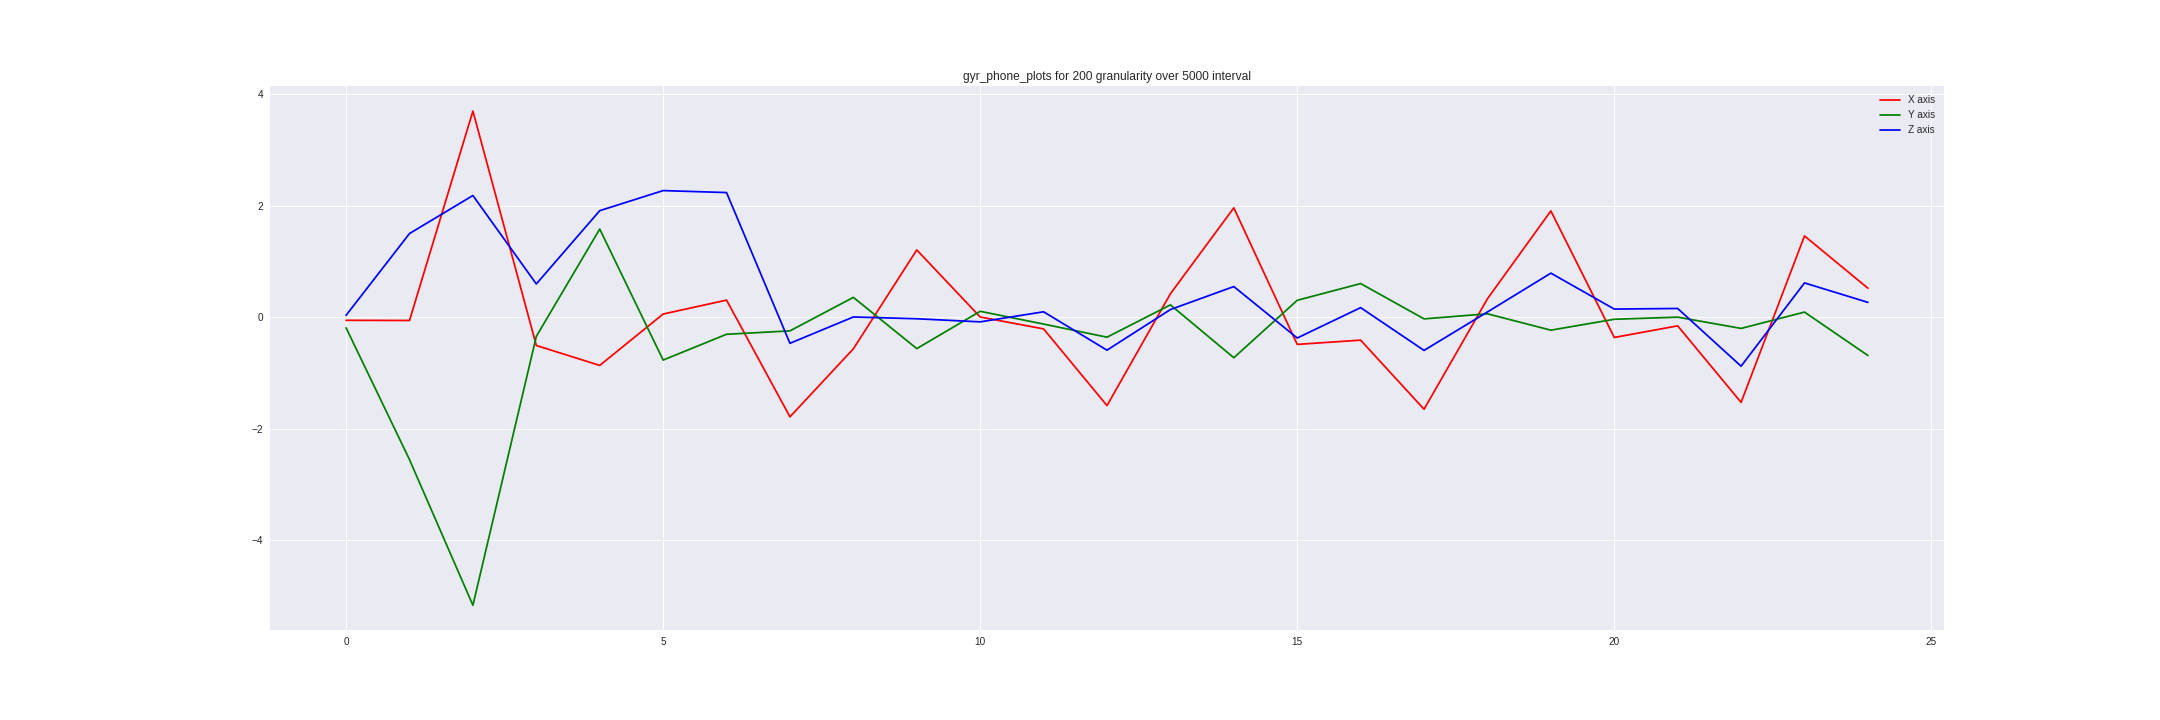 gyr_phone_plots for 200 granularity over 5000 interval
4
2
0
−2
−4
X axis
Y axis
Z axis
0 5 10 15 20 25